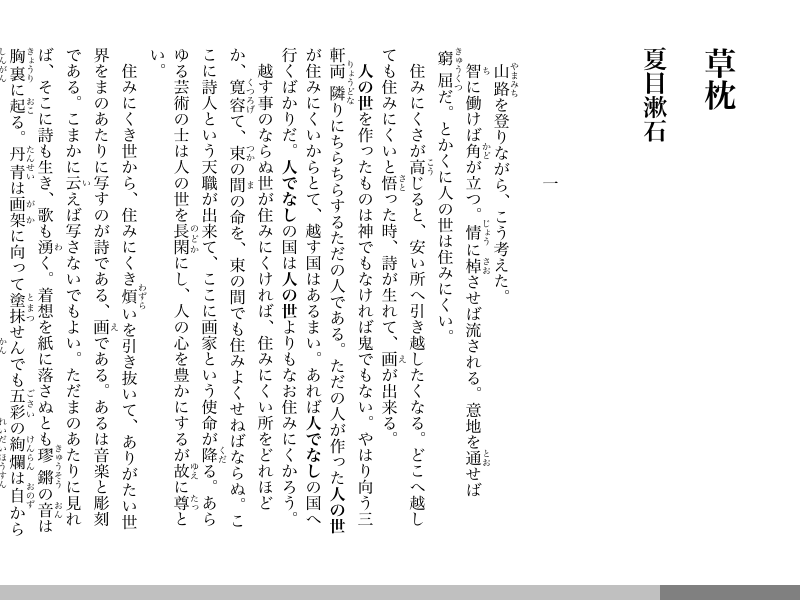 草枕
夏目漱石
一
山路を登りながら、こう考えた。
智に働けば角が立つ。情に棹させば流される。意地を通せば
窮屈だ。とかくに人の世は住みにくい。
住みにくさが高じると、安い所へ引き越したくなる。どこへ越し
ても住みにくいと悟った時、詩が生れて、画が出来る。
人の世を作ったものは神でもなければ鬼でもない。やはり向う三
軒両隣りにちらちらするただの人である。ただの人が作った人の世
が住みにくいからとて、越す国はあるまい。あれば人でなしの国へ
行くばかりだ。人でなしの国は人の世よりもなお住みにくかろう。
越す事のならぬ世が住みにくければ、住みにくい所をどれほど
か、寛容て、束の間の命を、束の間でも住みよくせねばならぬ。こ
こに詩人という天職が出来て、ここに画家という使命が降る。あら
ゆる芸術の士は人の世を長閑にし、人の心を豊かにするが故に尊と
い。
住みにくき世から、住みにくき煩いを引き抜いて、ありがたい世
界をまのあたりに写すのが詩である、画である。あるは音楽と彫刻
である。こまかに云えば写さないでもよい。ただまのあたりに見れ
ば、そこに詩も生き、歌も湧く。着想を紙に落さぬとも璆鏘の音は
胸裏に起る。丹青は画架に向って塗抹せんでも五彩の絢爛は自から